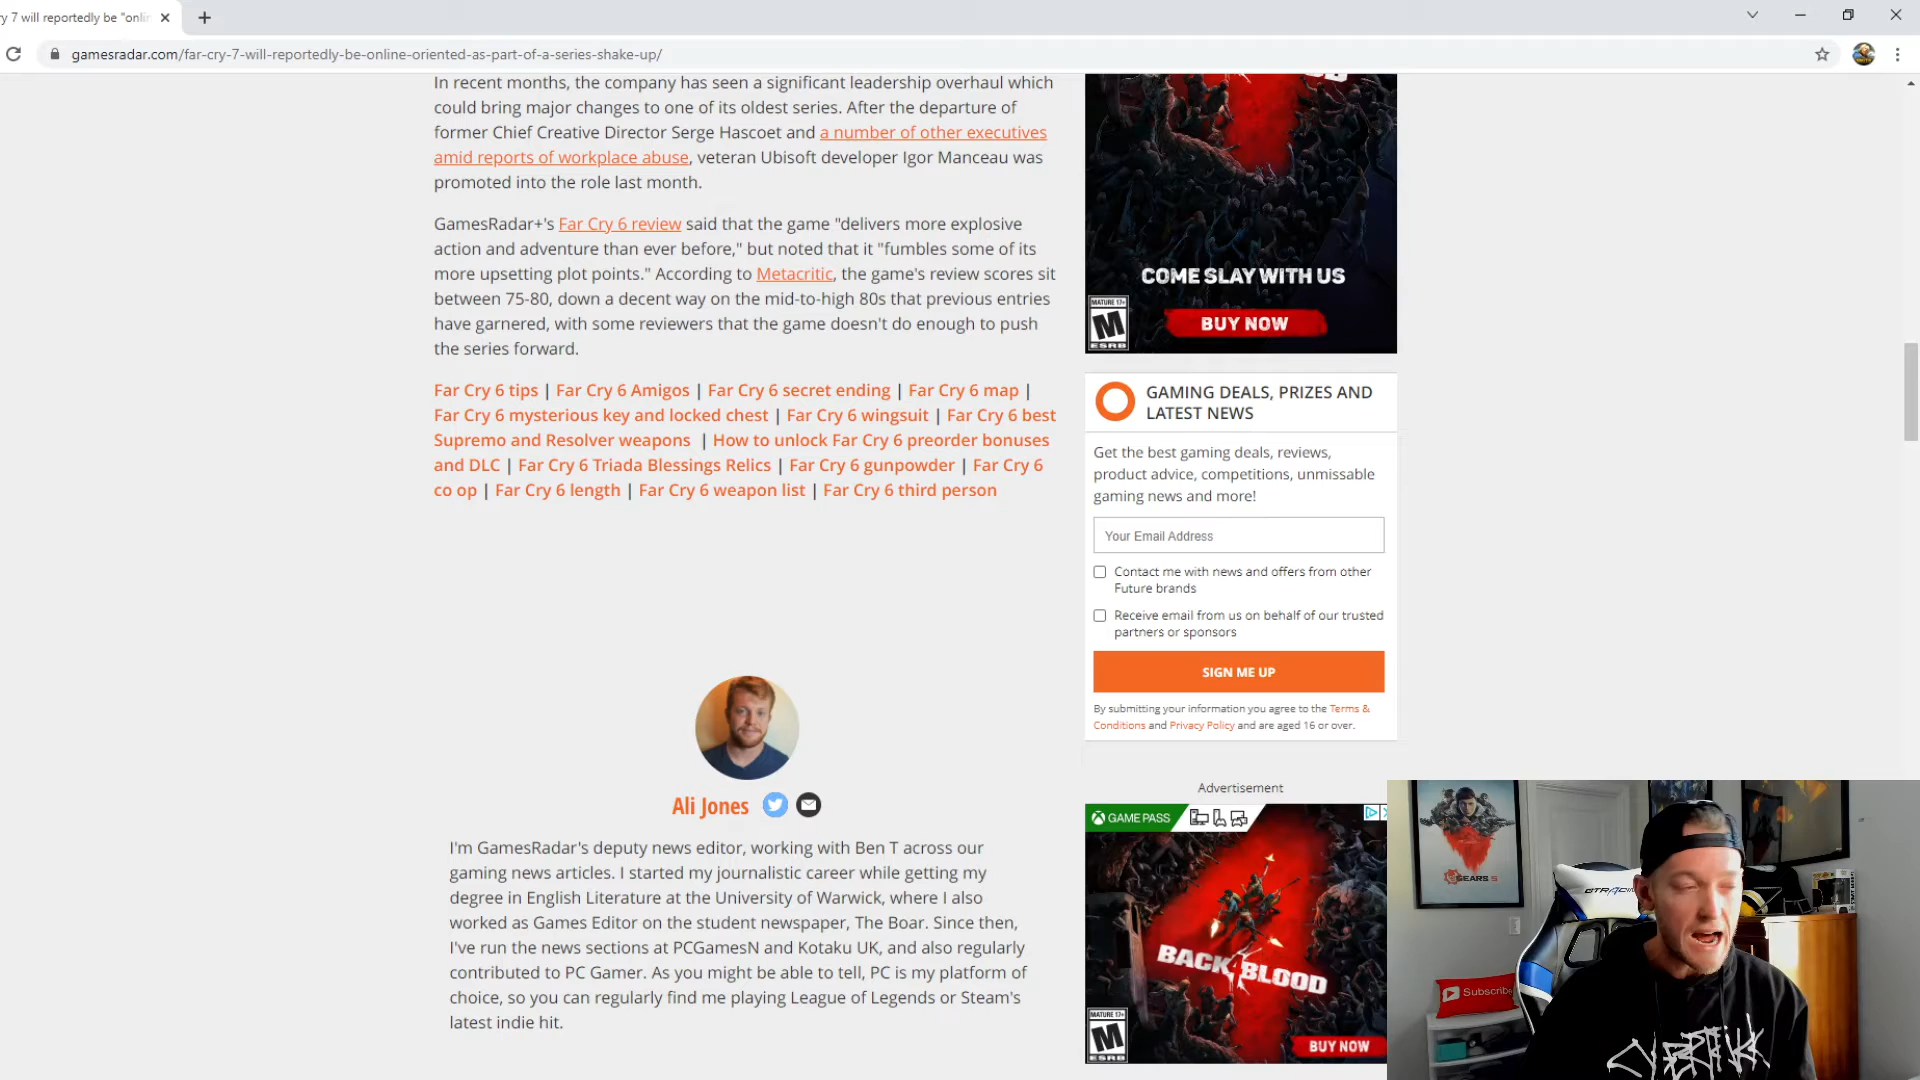 y 7 will reportedly be "onlin
gamesradar.com/far-cry-7-will-reportedly-be-online-oriented-as-part-of-a-series-shake-up/
In recent months, the company has seen a significant leadership overhaul which
could bring major changes to one of its oldest series. After the departure of
former Chief Creative Director Serge Hascoet and a number of other executives
amid reports of workplace abuse, veteran Ubisoft developer Igor Manceau was
promoted into the role last month.
GamesRadar+'s Far Cry 6 review said that the game "delivers more explosive
action and adventure than ever before," but noted that it "fumbles some of its
more upsetting plot points." According to Metacritic, the game's review scores sit
between 75-80, down a decent way on the mid-to-high 80s that previous entries
have garnered, with some reviewers that the game doesn't do enough to push
the series forward.
Far Cry 6 tips | Far Cry 6 Amigos | Far Cry 6 secret ending | Far Cry 6 map |
Far Cry 6 mysterious key and locked chest | Far Cry 6 wingsuit | Far Cry 6 best
Supremo and Resolver weapons | How to unlock Far Cry 6 preorder bonuses
and DLC | Far Cry 6 Triada Blessings Relics | Far Cry 6 gunpowder | Far Cry 6
co op | Far Cry 6 length | Far Cry 6 weapon list | Far Cry 6 third person
Ali Jones
I'm GamesRadar's deputy news editor, working with Ben T across our
gaming news articles. I started my journalistic career while getting my
degree in English Literature at the University of Warwick, where I also
worked as Games Editor on the student newspaper, The Boar. Since then,
I've run the news sections at PCGamesN and Kotaku UK, and also regularly
contributed to PC Gamer. As you might be able to tell, PC is my platform of
choice, so you can regularly find me playing League of Legends or Steam's
latest indie hit.
COME SLAY WITH US
MATURE 17+
M
ESRB
BUY NOW
GAMING DEALS, PRIZES AND
LATEST NEWS
Get the best gaming deals, reviews,
product advice, competitions, unmissable
gaming news and more!
Your Email Address
Contact me with news and offers from other
Future brands
Receive email from us on behalf of our trusted
partners or sponsors
SIGN ME UP
By submitting your information you agree to the Terms &
Conditions and Privacy Policy and are aged 16 or over.
Advertisement
GAME PASS
BACK 4 BLOOD
MATURE 17+
M
ESRB
BUY NOW
GEARS 5
Subscribe